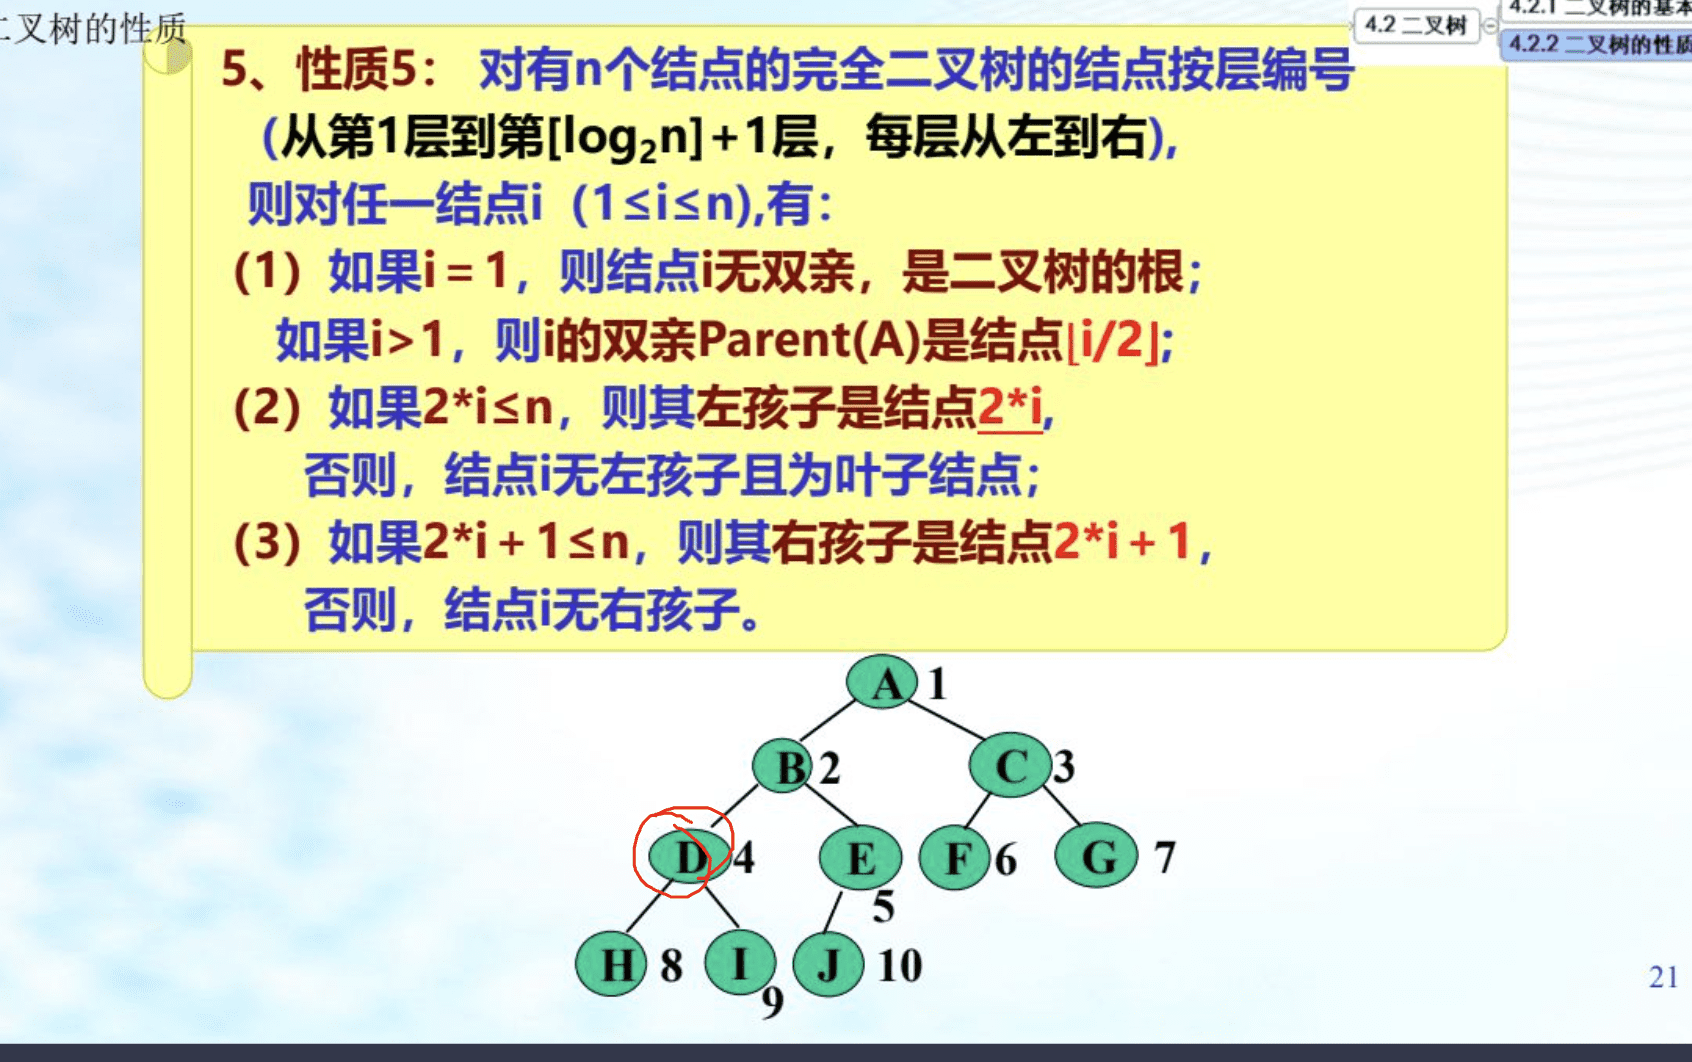 二叉树的性质
4.2 二叉树
4.2.1 二叉树的基本
4.2.2 二叉树的性质
5、性质5： 对有n个结点的完全二叉树的结点按层编号
(从第1层到第[log₂n]+1层，每层从左到右),
则对任一结点i（1≤i≤n),有：
(1) 如果i=1，则结点i无双亲，是二叉树的根；
如果i>1，则i的双亲Parent(A)是结点⌊i/2⌋;
(2) 如果2*i≤n，则其左孩子是结点2*i,
否则，结点i无左孩子且为叶子结点；
(3) 如果2*i+1≤n，则其右孩子是结点2*i+1，
否则，结点i无右孩子。
A 1
B 2 C 3
D 4 E 5 F 6 G 7
H 8 I 9 J 10
21